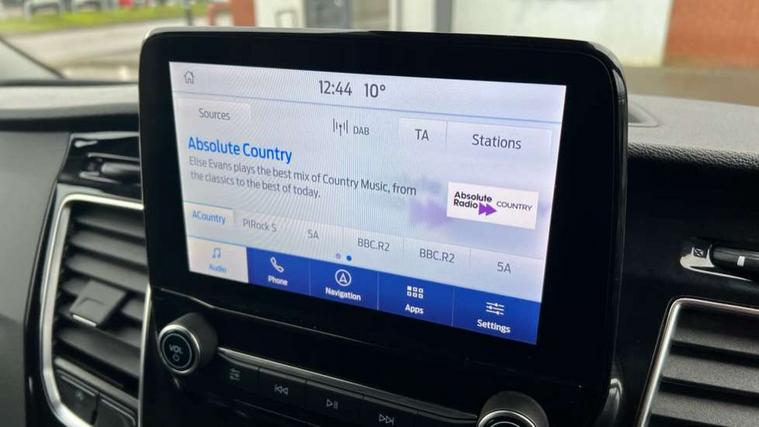 12:44 10°
Sources
DAB
TA
Stations
Absolute Country
Elise Evans plays the best mix of Country Music, from
the classics to the best of today.
Absolute
Radio COUNTRY
ACountry
PlRock S
5A
BBC.R2
BBC.R2
5A
Audio
Phone
Navigation
Apps
Settings
VOL